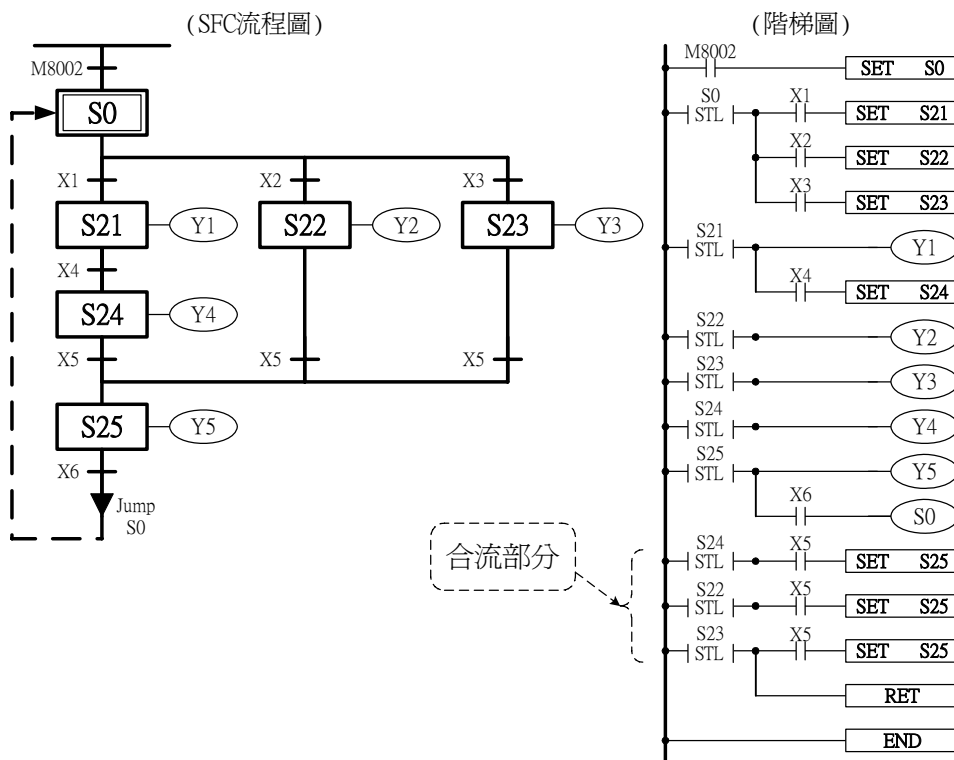 (SFC流程圖)
M8002
S0
X1 X2 X3
S21 Y1 S22 Y2 S23 Y3
X4
S24 Y4
X5 X5 X5
S25 Y5
X6
Jump
S0
合流部分
(階梯圖)
M8002
SET S0
S0 X1
STL SET S21
X2
SET S22
X3
SET S23
S21
STL Y1
X4
SET S24
S22
STL Y2
S23
STL Y3
S24
STL Y4
S25
STL Y5
X6
S0
S24 X5
STL SET S25
S22 X5
STL SET S25
S23 X5
STL SET S25
RET
END